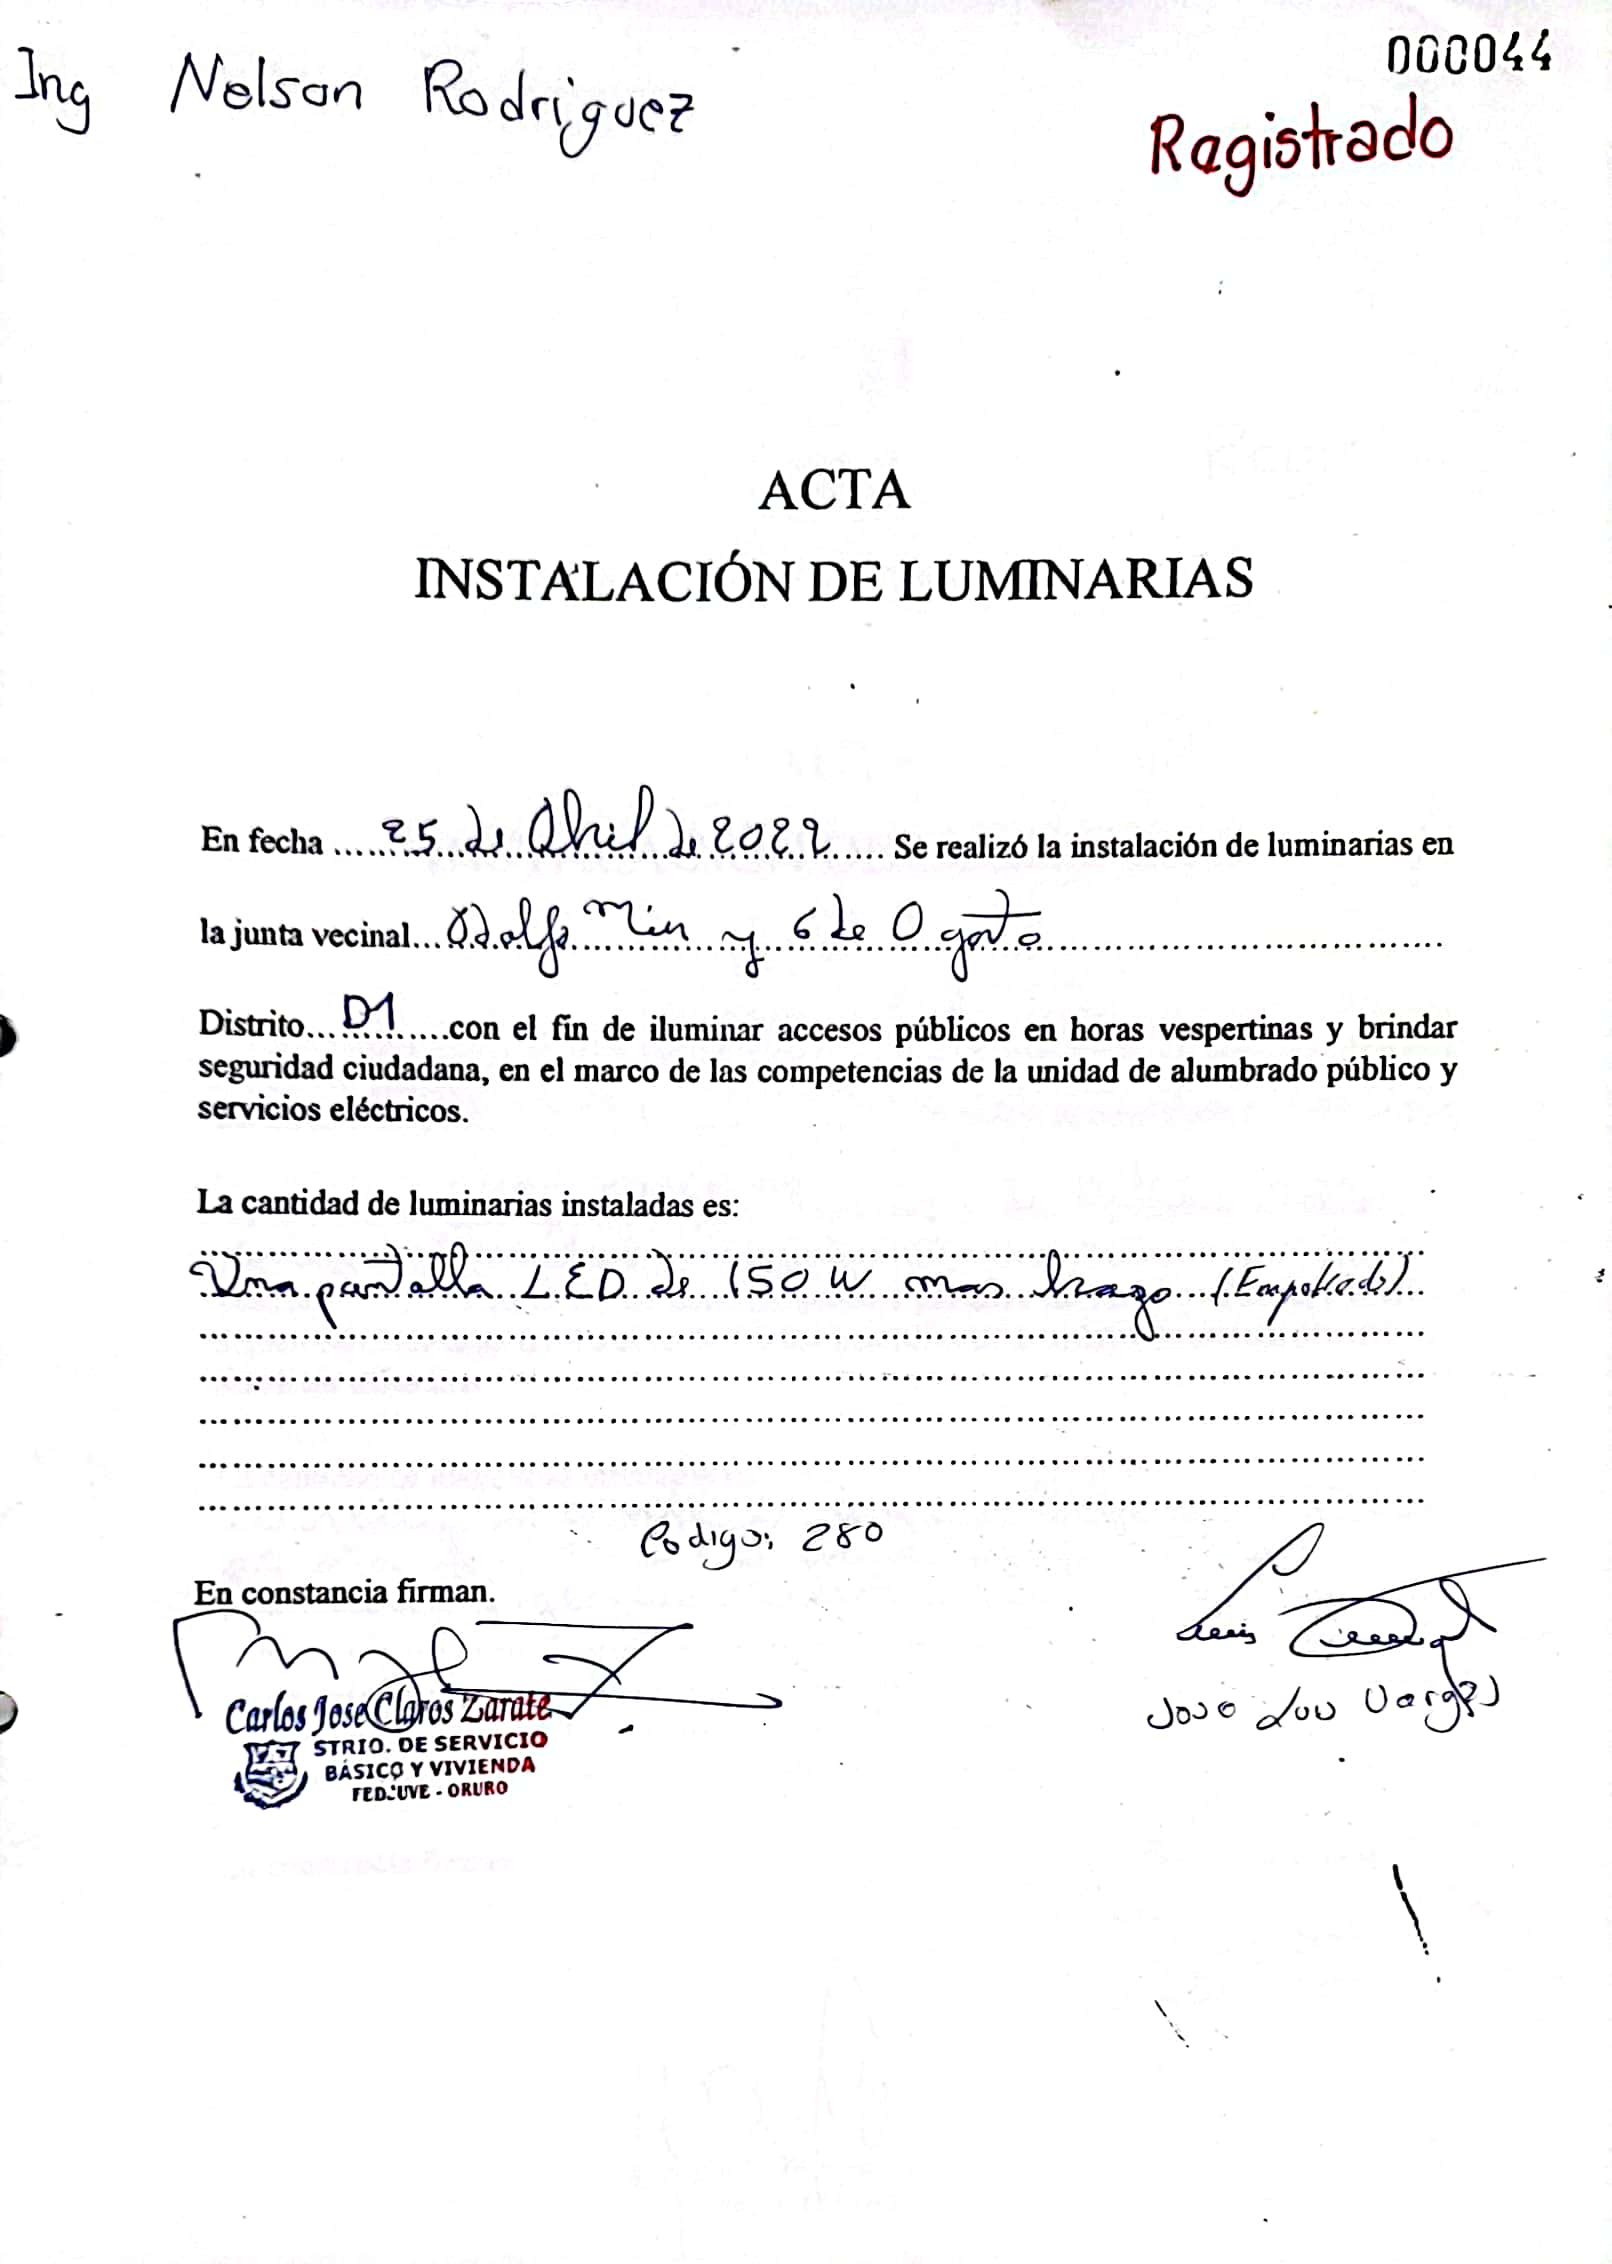 000044
Ing Nelson Rodriguez
Ragistrado
ACTA
INSTALACIÓN DE LUMINARIAS
En fecha ......25 de Abril de 2022...... Se realizó la instalación de luminarias en
la junta vecinal...Adolfo Mier y 6 de Agosto......
Distrito...D1......con el fin de iluminar accesos públicos en horas vespertinas y brindar
seguridad ciudadana, en el marco de las competencias de la unidad de alumbrado público y
servicios eléctricos.
La cantidad de luminarias instaladas es:
Una pantalla LED de 150 W mas brazo (Empotrado)
Codigo: 280
En constancia firman.
Carlos Jose Claros Zarate
STRIO. DE SERVICIO
BÁSICO Y VIVIENDA
FEDJUVE - ORURO
Jose Luis Vargas